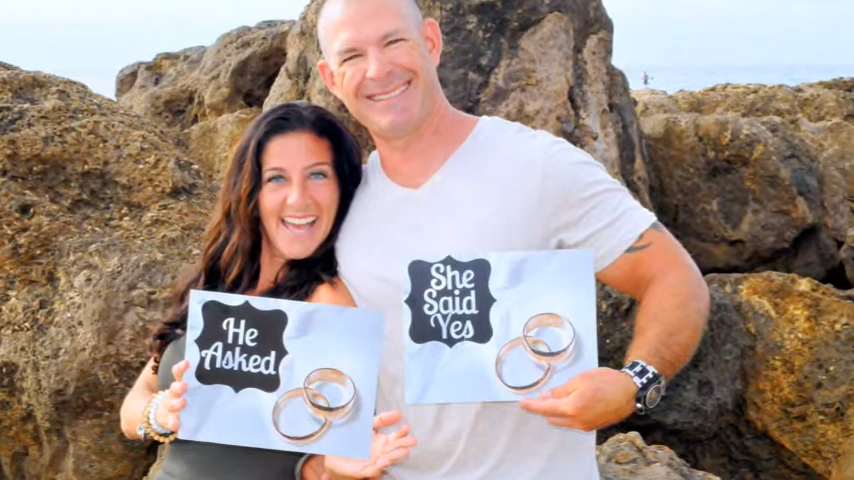 He
Asked
She
Said
Yes